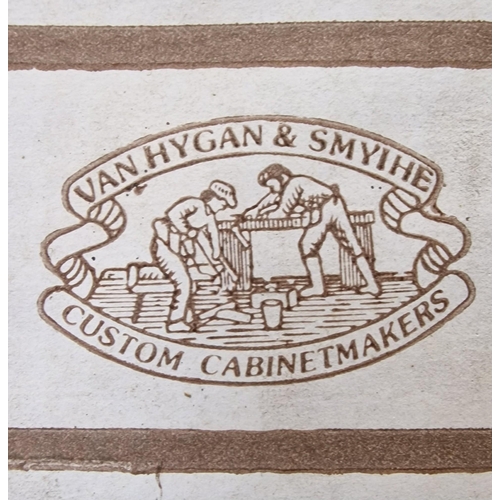 VAN HYGAN & SMYIHE
CUSTOM CABINETMAKERS